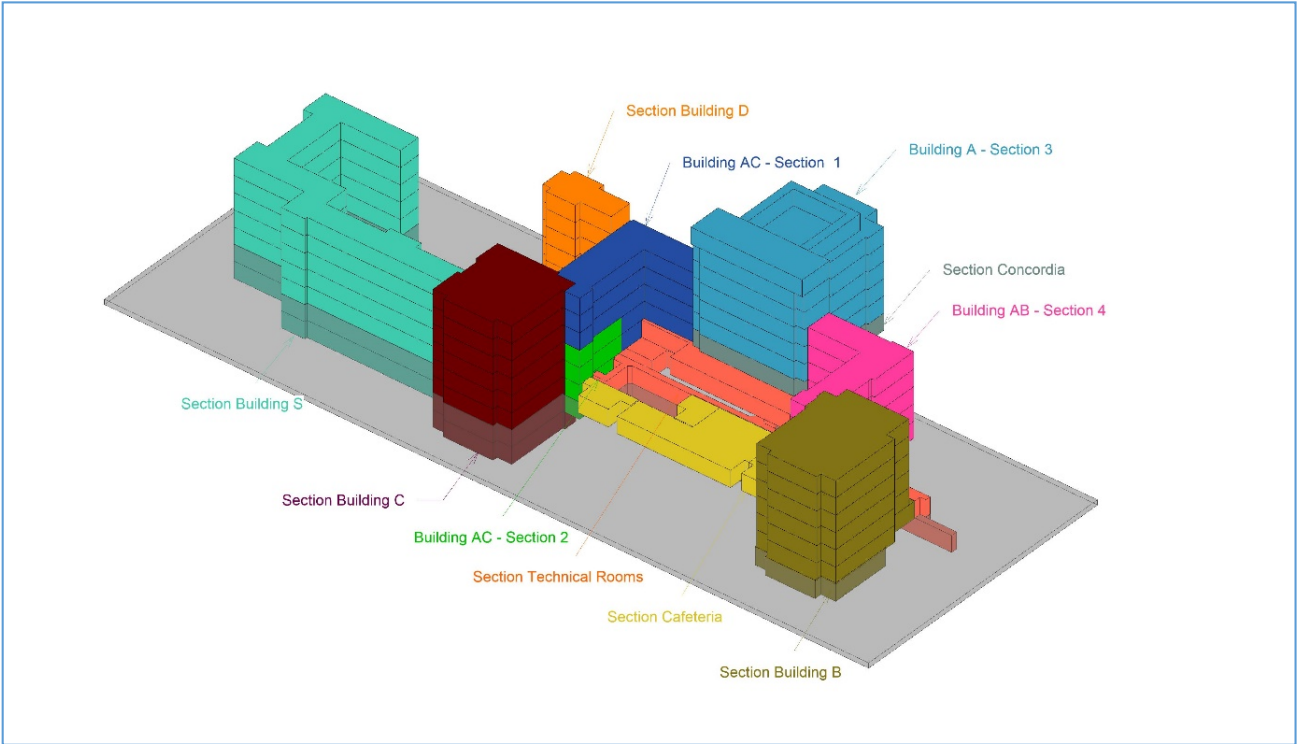 Section Building D
Building AC - Section 1
Building A - Section 3
Section Concordia
Building AB - Section 4
Section Building S
Section Building C
Building AC - Section 2
Section Technical Rooms
Section Cafeteria
Section Building B